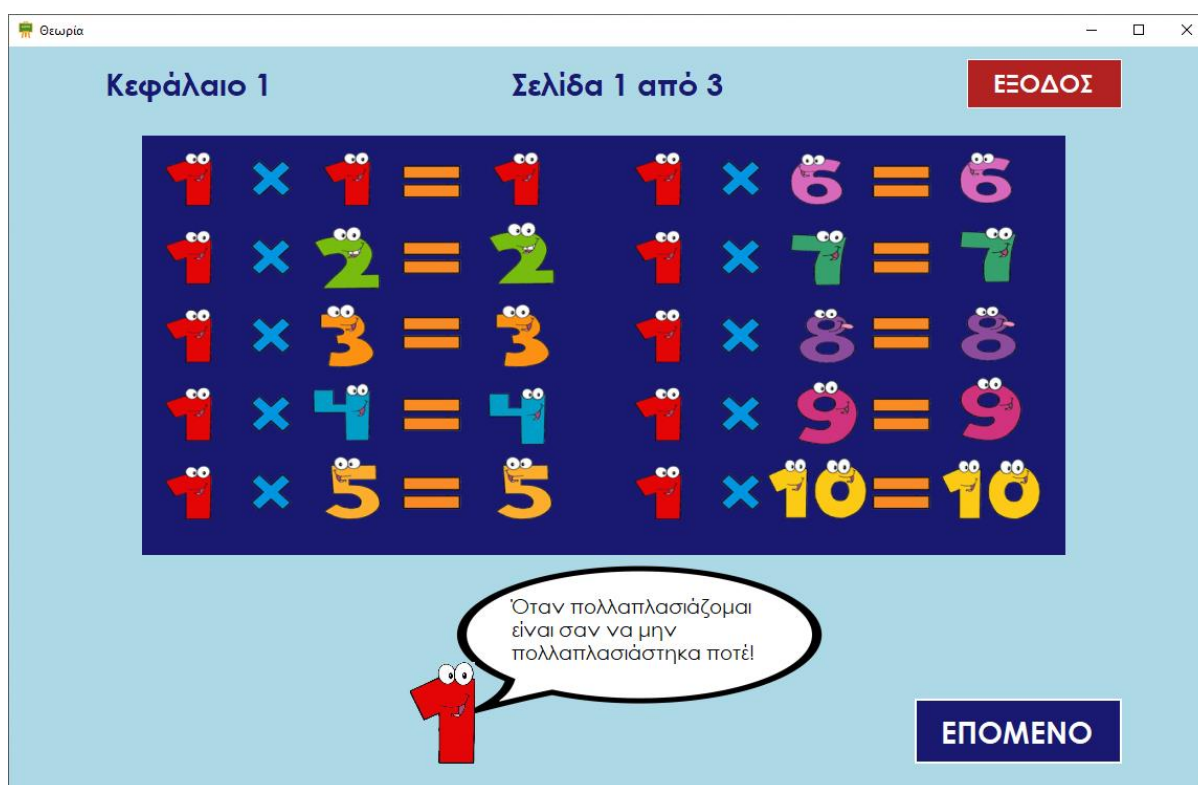 Θεωρία
Κεφάλαιο 1
Σελίδα 1 από 3
ΕΞΟΔΟΣ
1 × 1 = 1
1 × 6 = 6
1 × 2 = 2
1 × 7 = 7
1 × 3 = 3
1 × 8 = 8
1 × 4 = 4
1 × 9 = 9
1 × 5 = 5
1 × 10 = 10
Όταν πολλαπλασιάζομαι
είναι σαν να μην
πολλαπλασιάστηκα ποτέ!
1
ΕΠΟΜΕΝΟ